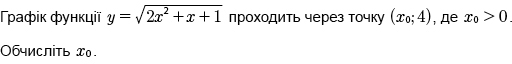 Графік функції y = √(2x² + x + 1) проходить через точку (x₀; 4), де x₀ > 0.
Обчисліть x₀.